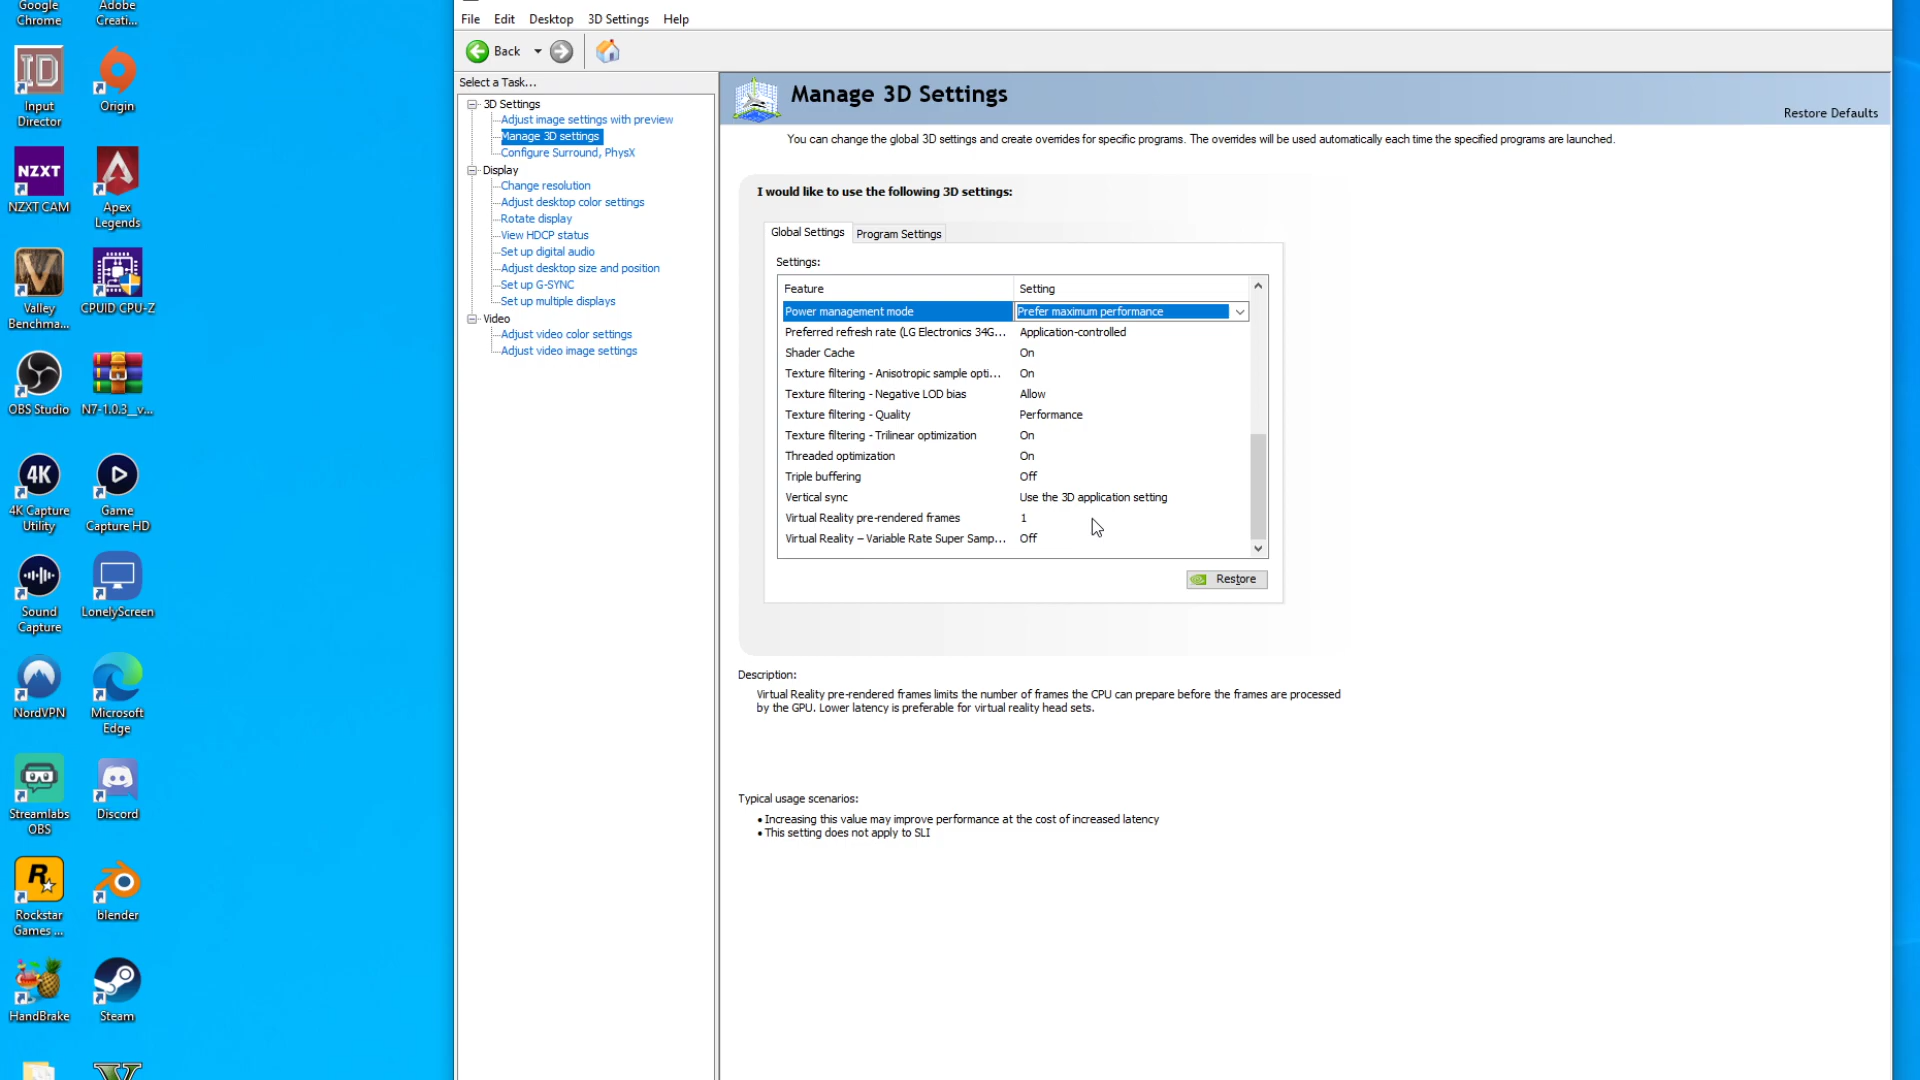 Google
Chrome
Adobe
Creati...
Input
Director
Origin
NZXT
NZXT CAM
Apex
Legends
Valley
Benchma...
CPUID CPU-Z
OBS Studio
N7-1.0.3_v...
4K
4K Capture
Utility
Game
Capture HD
Sound
Capture
LonelyScreen
NordVPN
Microsoft
Edge
Streamlabs
OBS
Discord
Rockstar
Games ...
blender
HandBrake
Steam
File Edit Desktop 3D Settings Help
Back
Select a Task...
3D Settings
Adjust image settings with preview
Manage 3D settings
Configure Surround, PhysX
Display
Change resolution
Adjust desktop color settings
Rotate display
View HDCP status
Set up digital audio
Adjust desktop size and position
Set up G-SYNC
Set up multiple displays
Video
Adjust video color settings
Adjust video image settings
Manage 3D Settings
Restore Defaults
You can change the global 3D settings and create overrides for specific programs. The overrides will be used automatically each time the specified programs are launched.
I would like to use the following 3D settings:
Global Settings Program Settings
Settings:
Feature Setting
Power management mode Prefer maximum performance
Preferred refresh rate (LG Electronics 34G... Application-controlled
Shader Cache On
Texture filtering - Anisotropic sample opti... On
Texture filtering - Negative LOD bias Allow
Texture filtering - Quality Performance
Texture filtering - Trilinear optimization On
Threaded optimization On
Triple buffering Off
Vertical sync Use the 3D application setting
Virtual Reality pre-rendered frames 1
Virtual Reality – Variable Rate Super Samp... Off
Restore
Description:
Virtual Reality pre-rendered frames limits the number of frames the CPU can prepare before the frames are processed
by the GPU. Lower latency is preferable for virtual reality head sets.
Typical usage scenarios:
• Increasing this value may improve performance at the cost of increased latency
• This setting does not apply to SLI